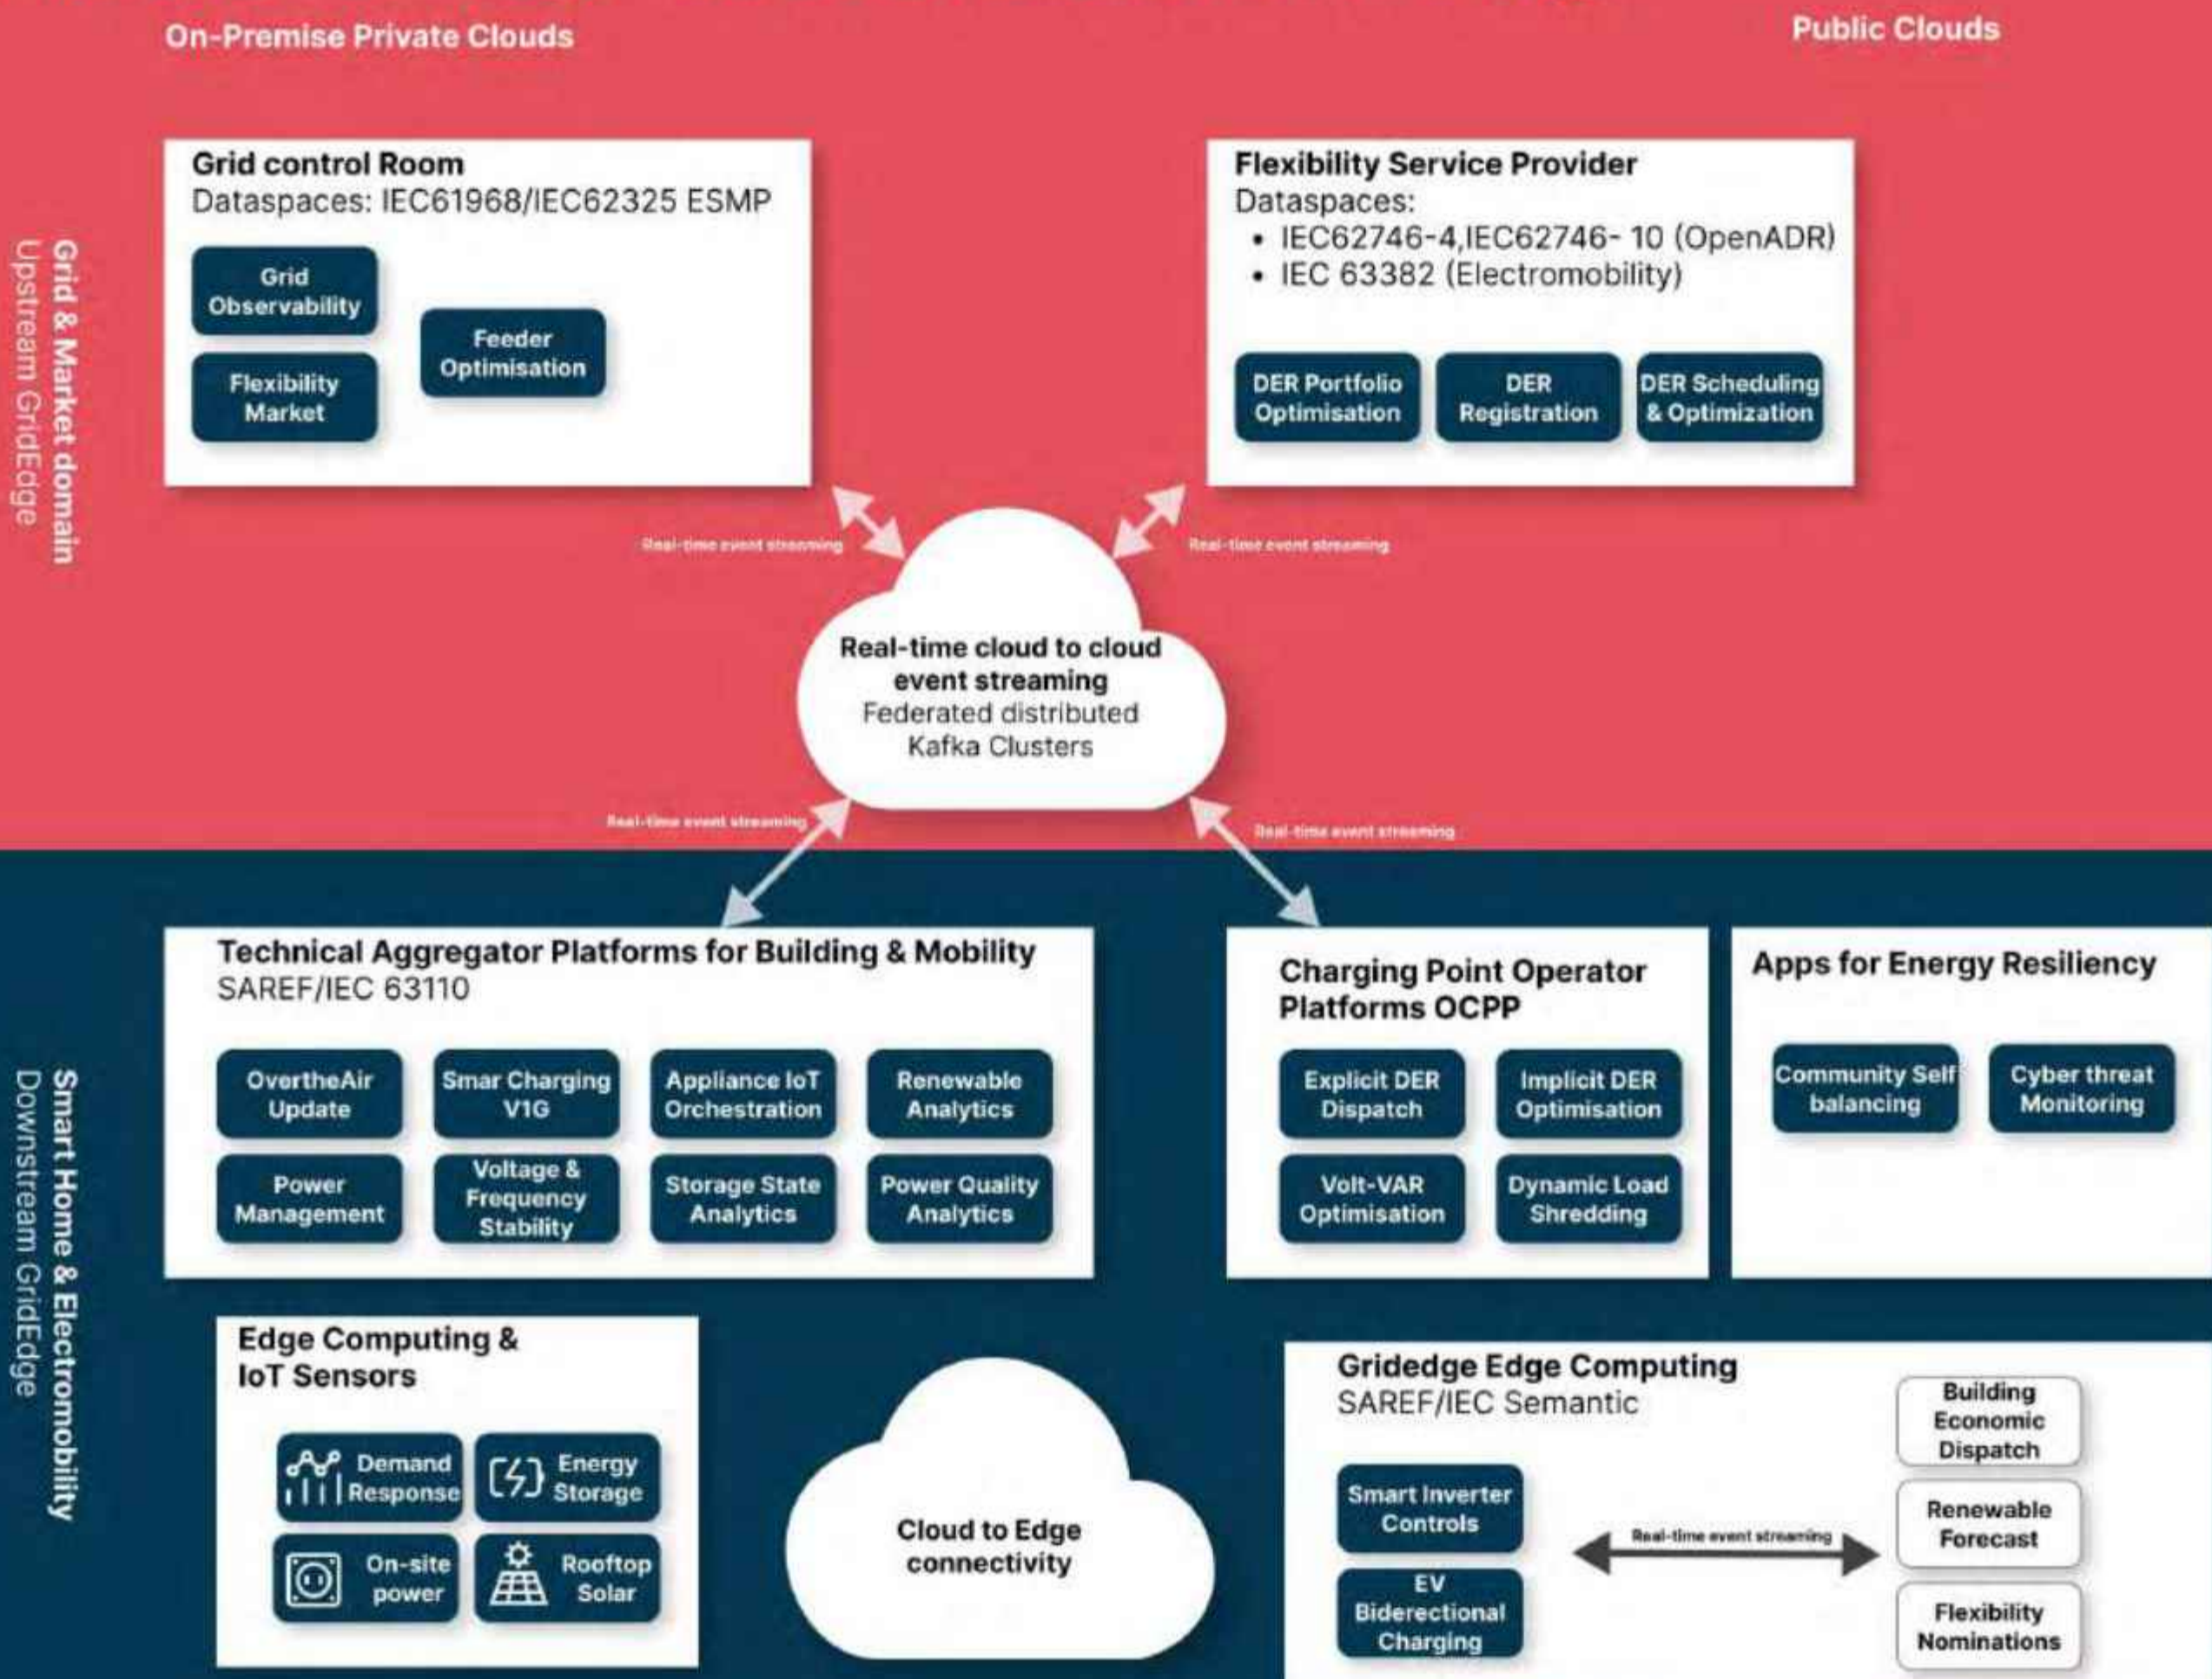 On-Premise Private Clouds
Public Clouds
Grid & Market domain
Upstream GridEdge
Grid control Room
Dataspaces: IEC61968/IEC62325 ESMP
Grid
Observability
Flexibility
Market
Feeder
Optimisation
Flexibility Service Provider
Dataspaces:
• IEC62746-4,IEC62746- 10 (OpenADR)
• IEC 63382 (Electromobility)
DER Portfolio
Optimisation
DER
Registration
DER Scheduling
& Optimization
Real-time event streaming
Real-time event streaming
Real-time cloud to cloud
event streaming
Federated distributed
Kafka Clusters
Real-time event streaming
Real-time event streaming
Smart Home & Electromobility
Downstream GridEdge
Technical Aggregator Platforms for Building & Mobility
SAREF/IEC 63110
OvertheAir
Update
Smar Charging
V1G
Appliance IoT
Orchestration
Renewable
Analytics
Power
Management
Voltage &
Frequency
Stability
Storage State
Analytics
Power Quality
Analytics
Charging Point Operator
Platforms OCPP
Explicit DER
Dispatch
Implicit DER
Optimisation
Volt-VAR
Optimisation
Dynamic Load
Shredding
Apps for Energy Resiliency
Community Self
balancing
Cyber threat
Monitoring
Edge Computing &
IoT Sensors
Demand
Response
Energy
Storage
On-site
power
Rooftop
Solar
Cloud to Edge
connectivity
Gridedge Edge Computing
SAREF/IEC Semantic
Smart Inverter
Controls
EV
Biderectional
Charging
Real-time event streaming
Building
Economic
Dispatch
Renewable
Forecast
Flexibility
Nominations